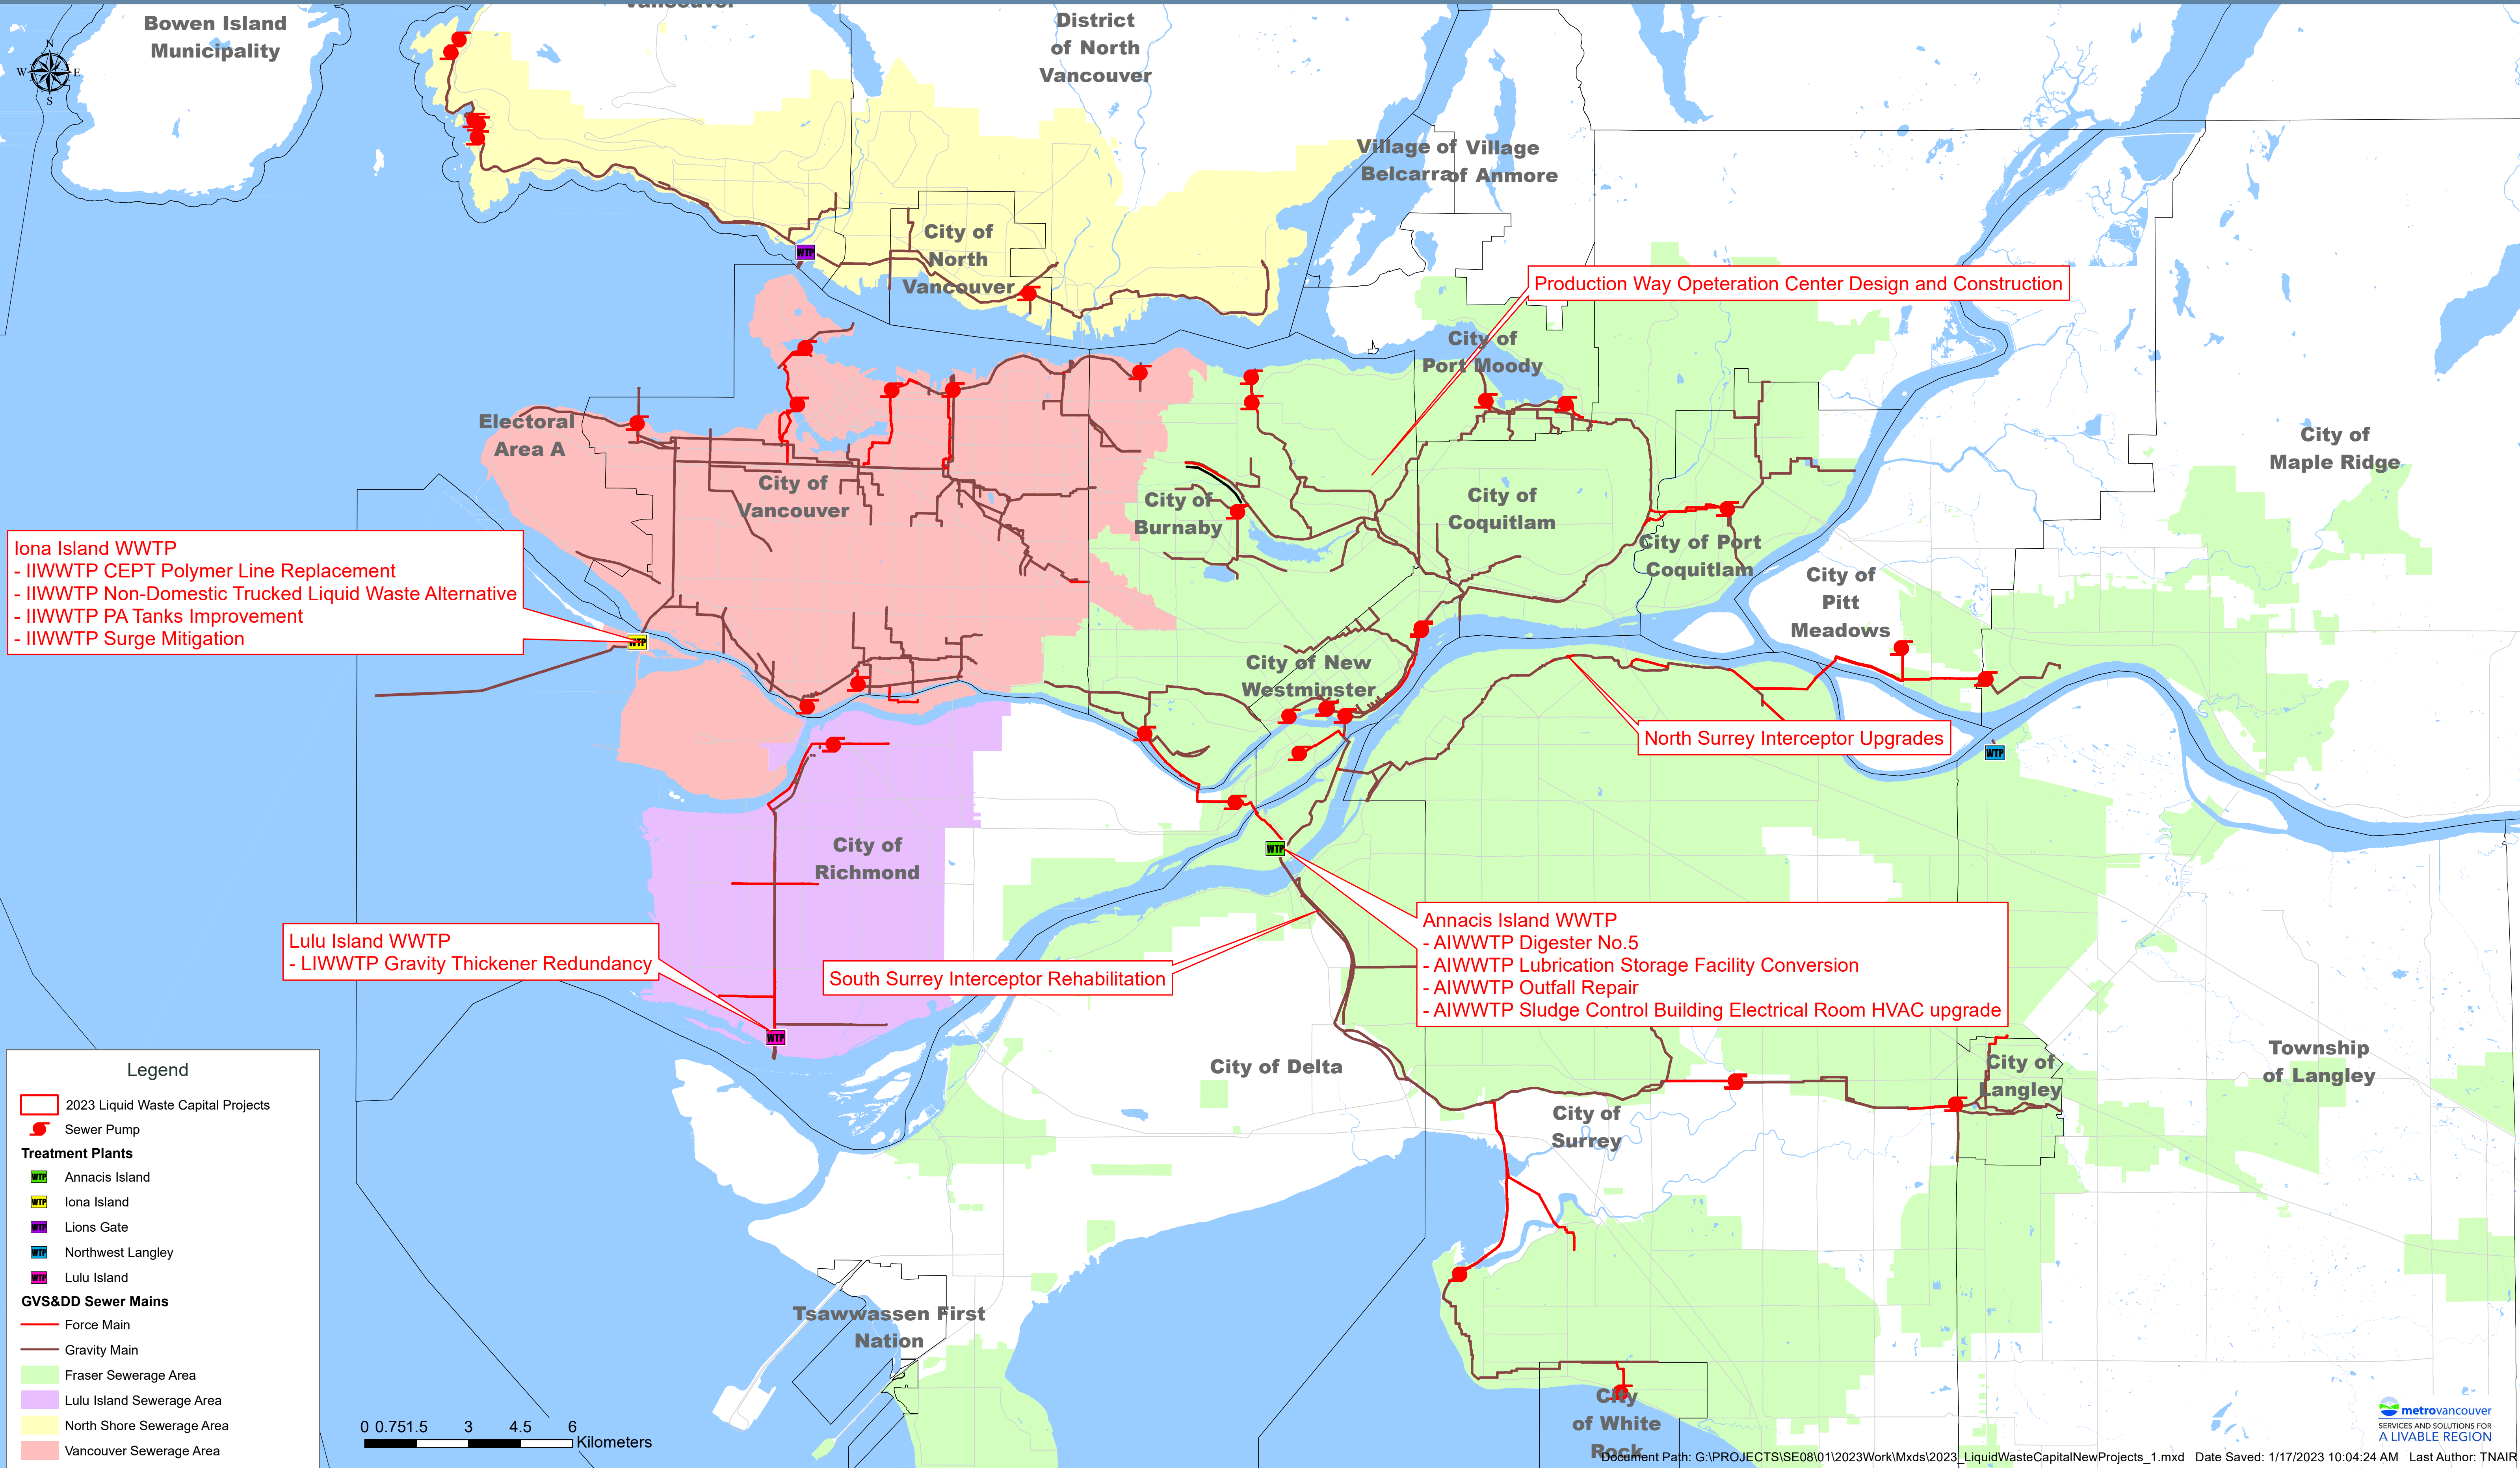 Vancouver
Bowen Island
Municipality
N
W
E
S
District
of North
Vancouver
Village of
Belcarra
Village
of Anmore
City of
North
Vancouver
WTP
Production Way Opeteration Center Design and Construction
City of
Port Moody
Electoral
Area A
City of
Maple Ridge
City of
Vancouver
City of
Burnaby
City of
Coquitlam
City of Port
Coquitlam
Iona Island WWTP
- IIWWTP CEPT Polymer Line Replacement
- IIWWTP Non-Domestic Trucked Liquid Waste Alternative
- IIWWTP PA Tanks Improvement
- IIWWTP Surge Mitigation
WTP
City of
Pitt
Meadows
City of New
Westminster
North Surrey Interceptor Upgrades
WTP
City of
Richmond
WTP
Lulu Island WWTP
- LIWWTP Gravity Thickener Redundancy
South Surrey Interceptor Rehabilitation
Annacis Island WWTP
- AIWWTP Digester No.5
- AIWWTP Lubrication Storage Facility Conversion
- AIWWTP Outfall Repair
- AIWWTP Sludge Control Building Electrical Room HVAC upgrade
WTP
City of Delta
City of
Surrey
City of
Langley
Township
of Langley
Tsawwassen First
Nation
City
of White
Rock
Legend
2023 Liquid Waste Capital Projects
Sewer Pump
Treatment Plants
WTP Annacis Island
WTP Iona Island
WTP Lions Gate
WTP Northwest Langley
WTP Lulu Island
GVS&DD Sewer Mains
Force Main
Gravity Main
Fraser Sewerage Area
Lulu Island Sewerage Area
North Shore Sewerage Area
Vancouver Sewerage Area
0 0.75 1.5 3 4.5 6
Kilometers
metrovancouver
SERVICES AND SOLUTIONS FOR
A LIVABLE REGION
Document Path: G:\PROJECTS\SE08\01\2023Work\Mxds\2023_LiquidWasteCapitalNewProjects_1.mxd Date Saved: 1/17/2023 10:04:24 AM Last Author: TNAIR